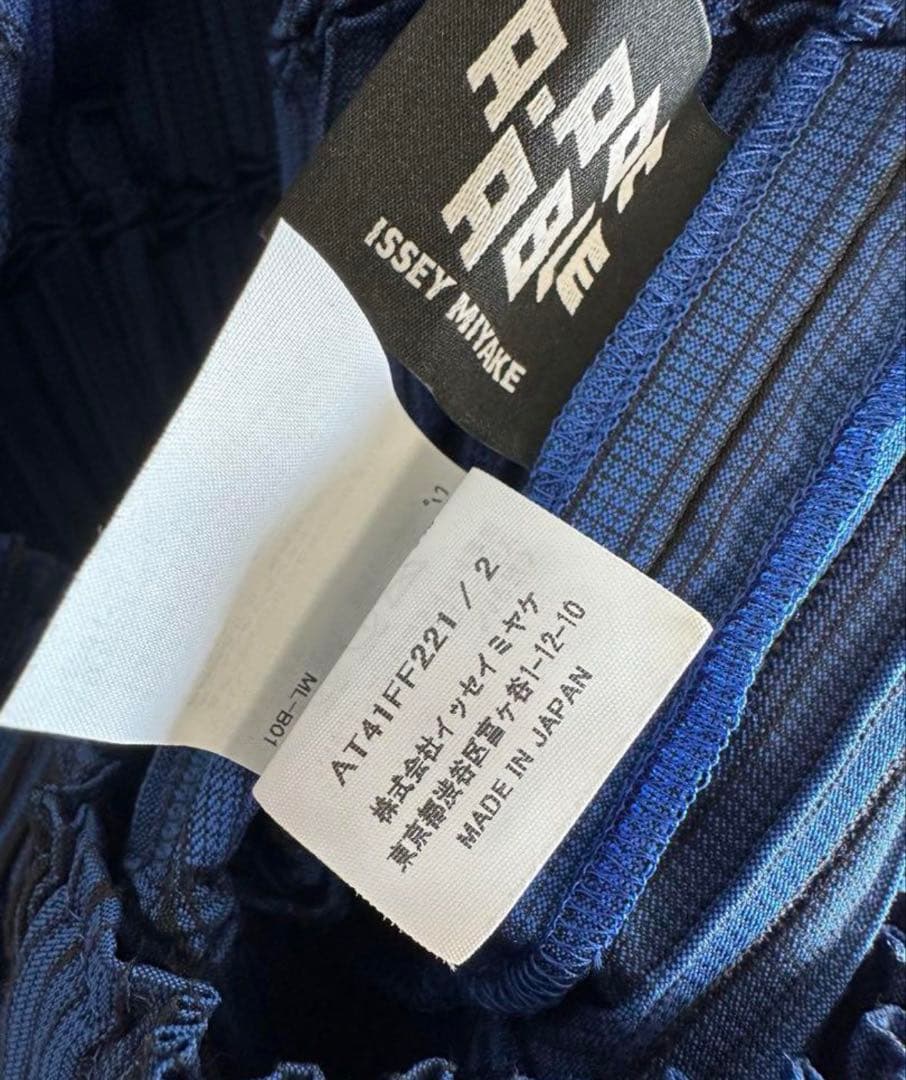 A-POC
ABLE
ISSEY MIYAKE
ML-B01
AT41FF221 / 2
株式会社イッセイミヤケ
東京都渋谷区富ヶ谷1-12-10
MADE IN JAPAN